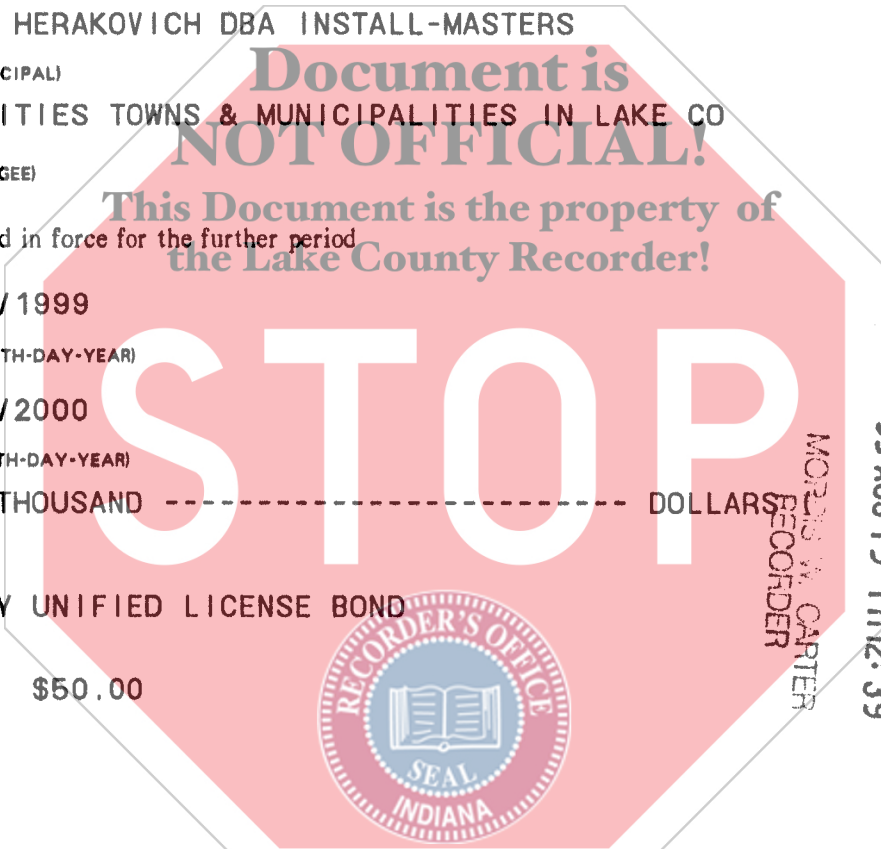 HERAKOVICH DBA INSTALL-MASTERS
Document is
CIPAL)
ITIES TOWNS & MUNICIPALITIES IN LAKE CO
NOT OFFICIAL!
GEE)
This Document is the property of
d in force for the further period
the Lake County Recorder!
/1999
TH-DAY-YEAR)
STOP
/2000
TH-DAY-YEAR)
THOUSAND ------------------------ DOLLARS
MORRIS W. CARTER
RECORDER
Y UNIFIED LICENSE BOND
RECORDER'S OFFICE
$50.00
SEAL
INDIANA